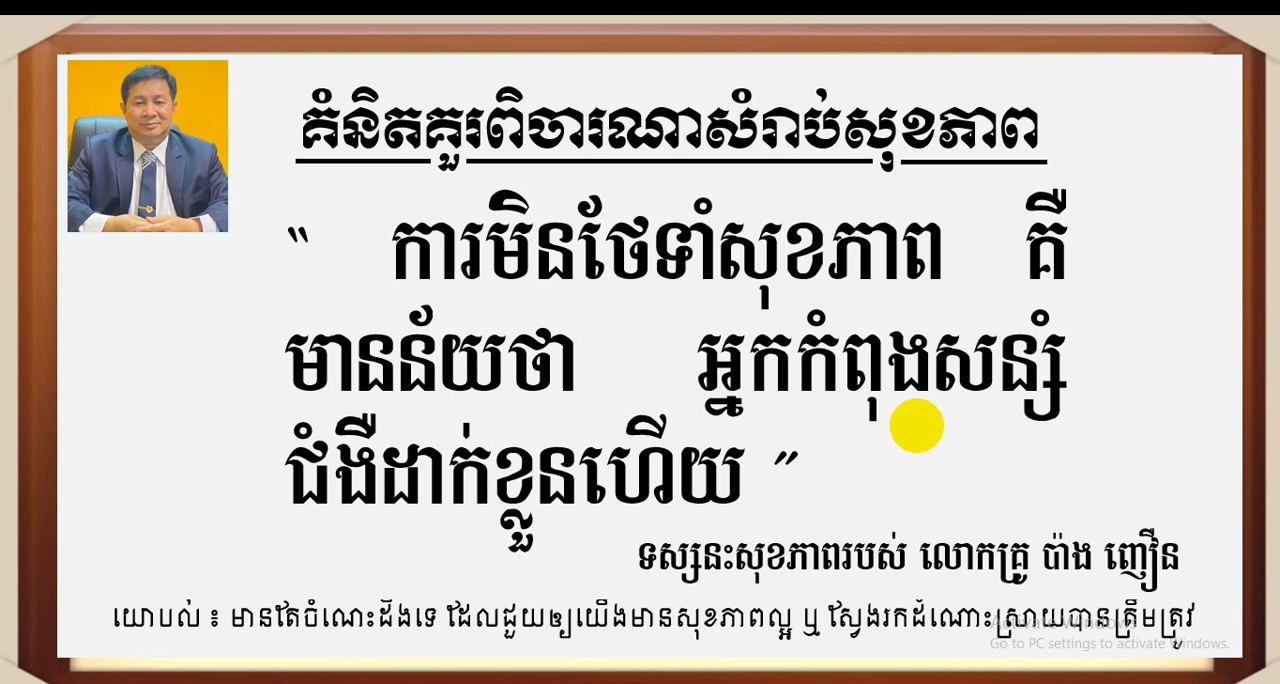 គំនិតគួរពិចារណាសំរាប់សុខភាព
“ ការមិនថែទាំសុខភាព គឺ
មានន័យថា អ្នកកំពុងសន្សំ
ជំងឺដាក់ខ្លួនហើយ ”
ទស្សនះសុខភាពរបស់ លោកគ្រូ ប៉ាង ញឿន
យោបល់ ៖ មានតែចំណេះដឹងទេ ដែលជួយឲ្យយើងមានសុខភាពល្អ ឬ ស្វែងរកដំណោះស្រាយបានត្រឹមត្រូវ
Activate Windows
Go to PC settings to activate Windows.